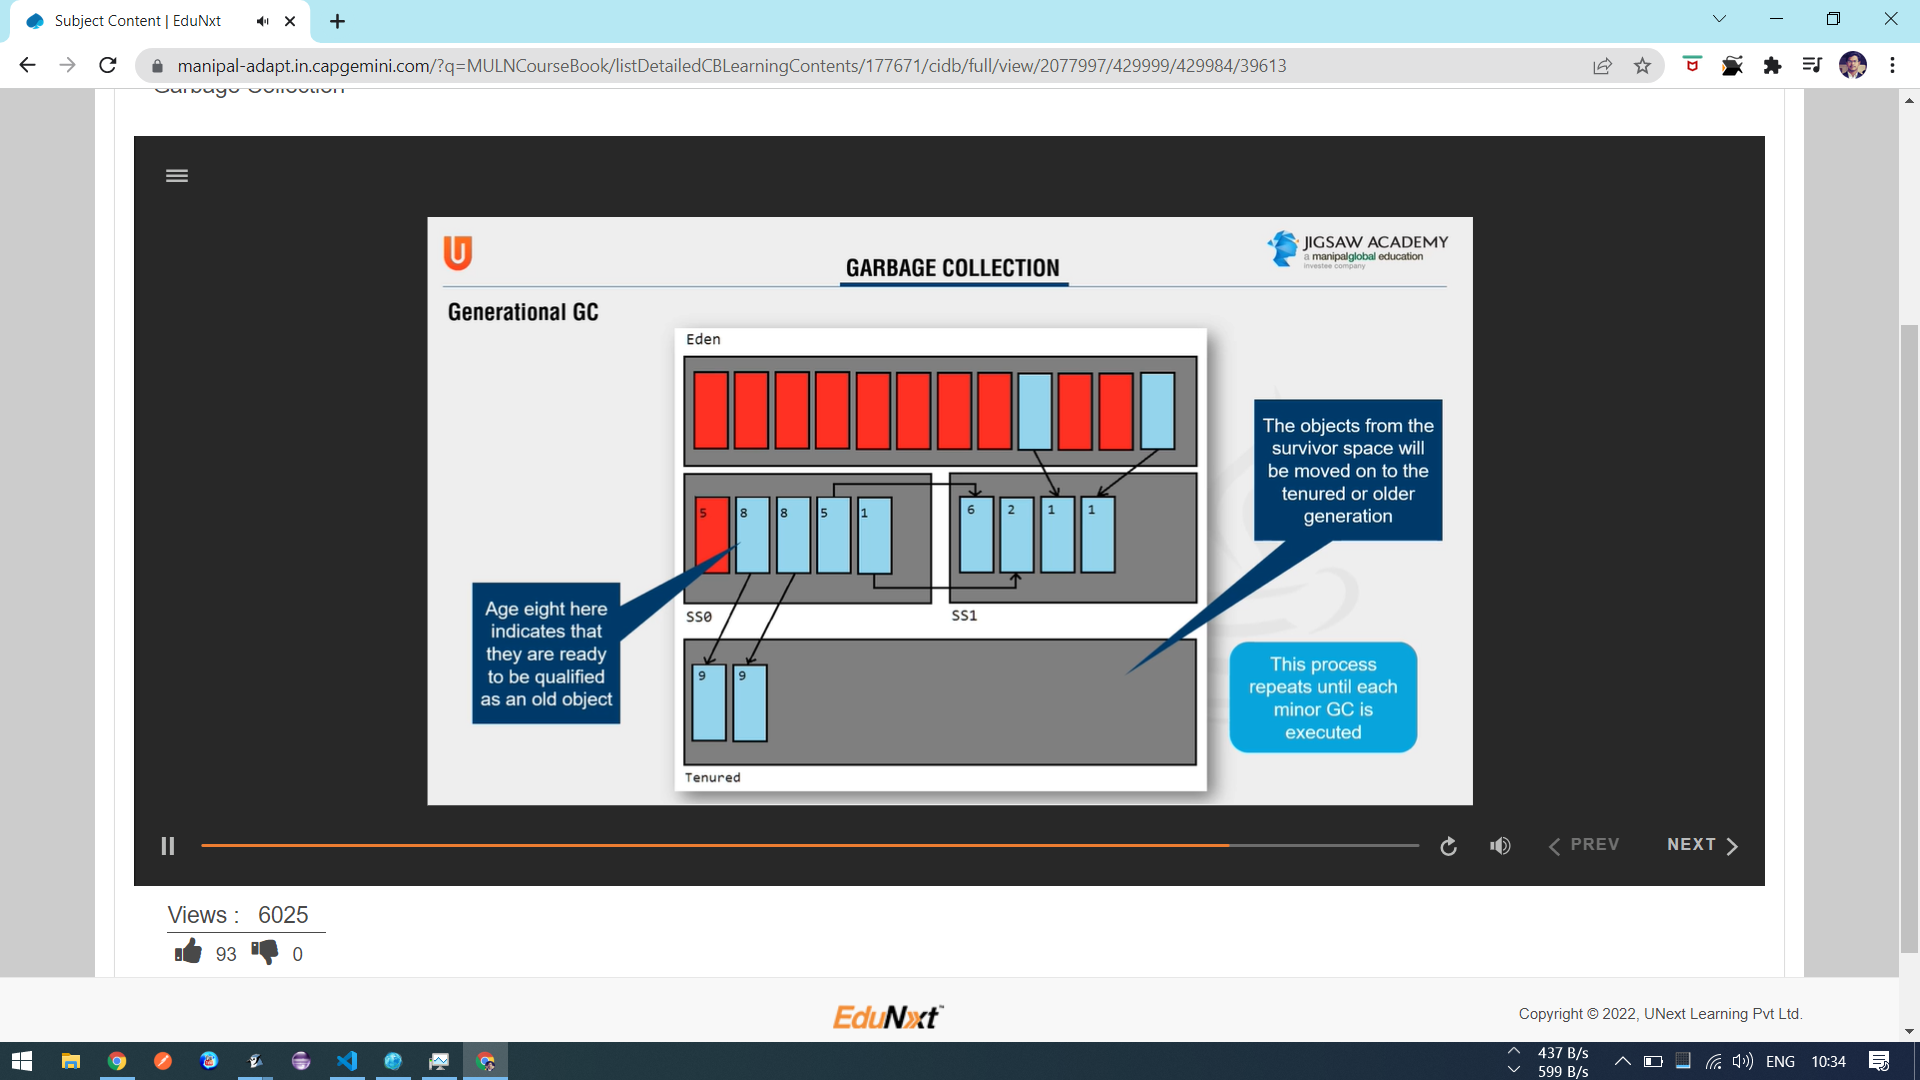 Subject Content | EduNxt
manipal-adapt.in.capgemini.com/?q=MULNCourseBook/listDetailedCBLearningContents/177671/cidb/full/view/2077997/429999/429984/39613
Garbage Collection
U
JIGSAW ACADEMY
a manipalglobal education
investee company
GARBAGE COLLECTION
Generational GC
Eden
The objects from the
survivor space will
be moved on to the
tenured or older
generation
5 8 8 5 1
6 2 1 1
SS0
SS1
Age eight here
indicates that
they are ready
to be qualified
as an old object
9 9
Tenured
This process
repeats until each
minor GC is
executed
PREV
NEXT
Views : 6025
93 0
EduNxt™
Copyright © 2022, UNext Learning Pvt Ltd.
437 B/s
599 B/s
ENG
10:34